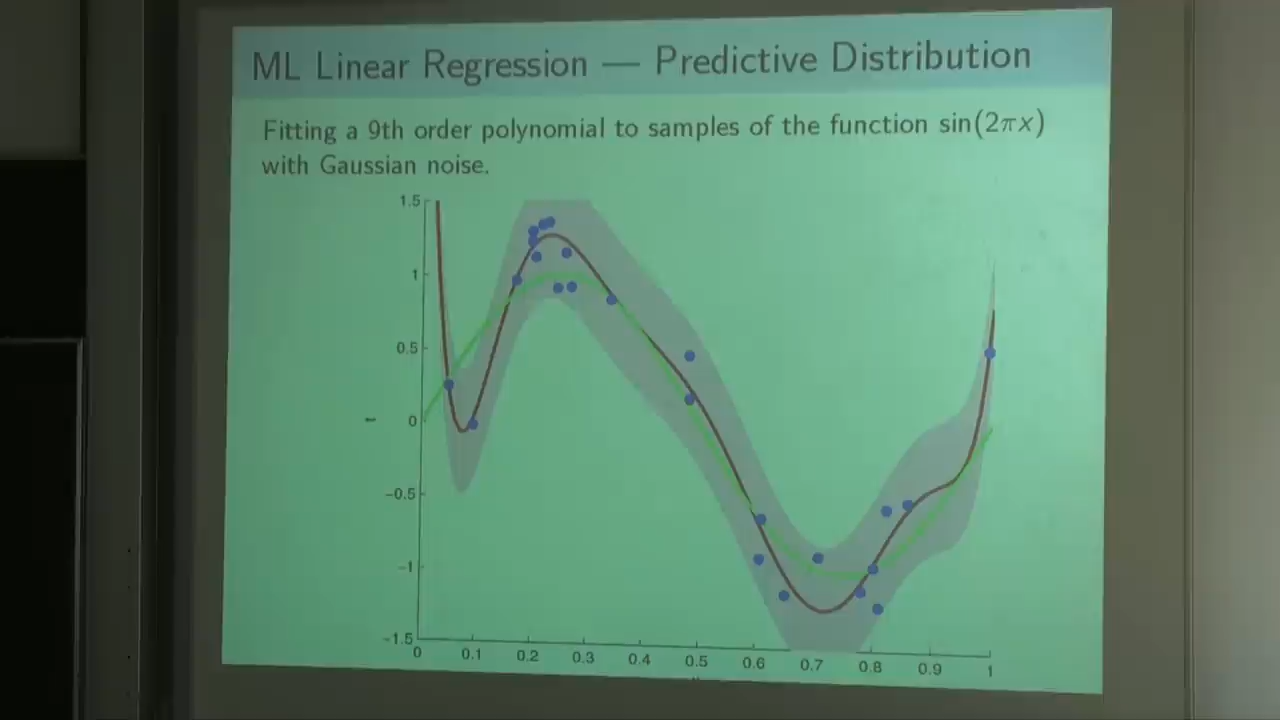 ML Linear Regression — Predictive Distribution
Fitting a 9th order polynomial to samples of the function sin(2πx)
with Gaussian noise.
1.5
1
0.5
0
−0.5
−1
−1.5
0 0.1 0.2 0.3 0.4 0.5 0.6 0.7 0.8 0.9 1